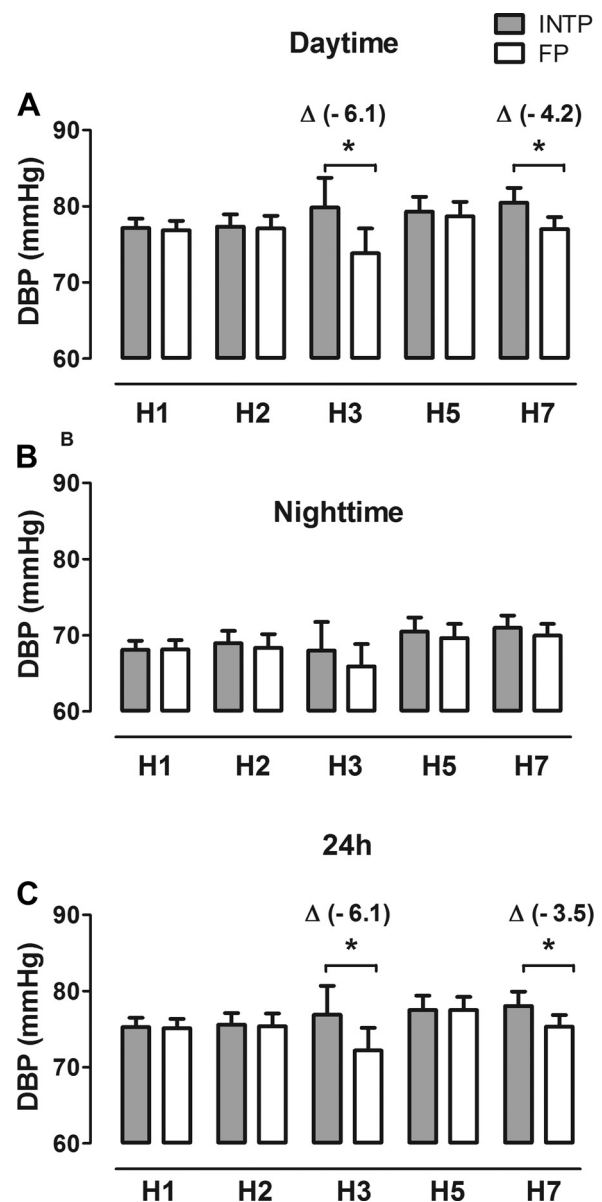 INTP
FP
Daytime
A
Δ (- 6.1)
Δ (- 4.2)
*
*
90
80
70
60
DBP (mmHg)
H1 H2 H3 H5 H7
B
B
Nighttime
90
80
70
60
DBP (mmHg)
H1 H2 H3 H5 H7
24h
C
Δ (- 6.1)
Δ (- 3.5)
*
*
90
80
70
60
DBP (mmHg)
H1 H2 H3 H5 H7